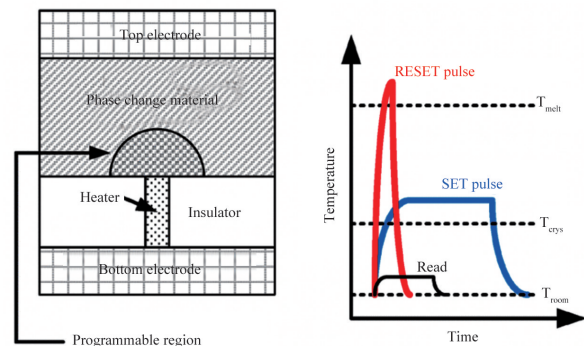 Top electrode
Phase change material
Heater
Insulator
Bottom electrode
Programmable region
RESET pulse
T_melt
SET pulse
T_crys
Read
T_room
Temperature
Time